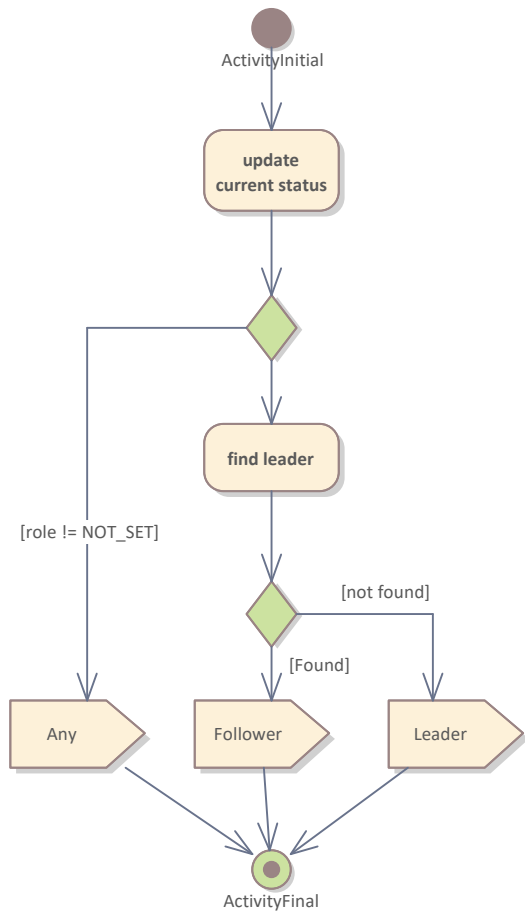 ActivityInitial
update
current status
find leader
[role != NOT_SET]
[not found]
[Found]
Any
Follower
Leader
ActivityFinal